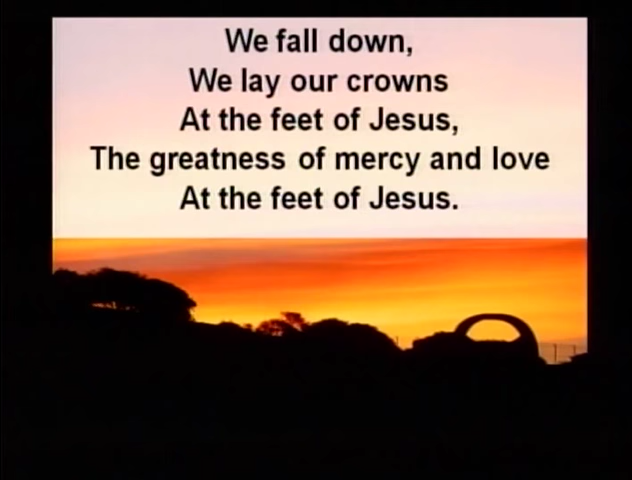 We fall down,
We lay our crowns
At the feet of Jesus,
The greatness of mercy and love
At the feet of Jesus.